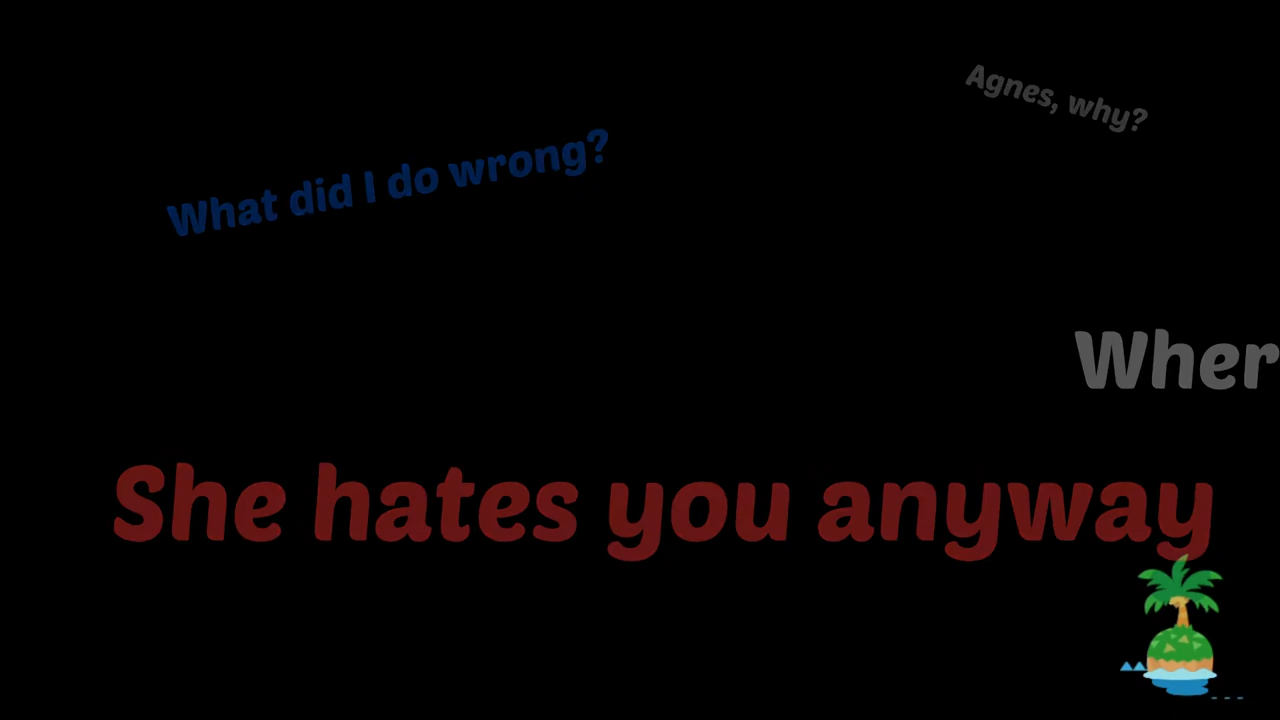 Agnes, why?
What did I do wrong?
Wher
She hates you anyway